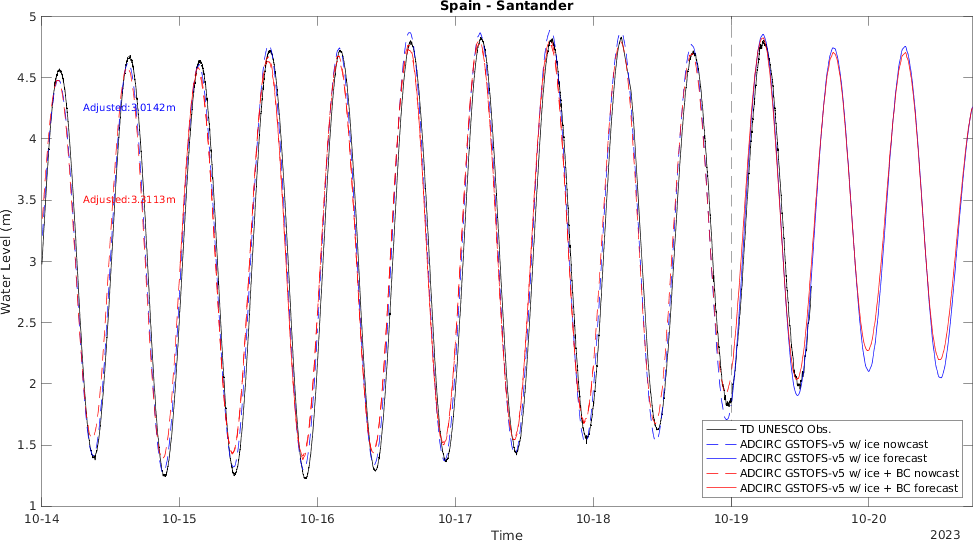 Spain - Santander
5
4.5
Adjusted:3.0142m
4
3.5
Adjusted:3.3113m
3
2.5
2
1.5
1
Water Level (m)
TD UNESCO Obs.
ADCIRC GSTOFS-v5 w/ ice nowcast
ADCIRC GSTOFS-v5 w/ ice forecast
ADCIRC GSTOFS-v5 w/ ice + BC nowcast
ADCIRC GSTOFS-v5 w/ ice + BC forecast
10-14 10-15 10-16 10-17 10-18 10-19 10-20
Time
2023